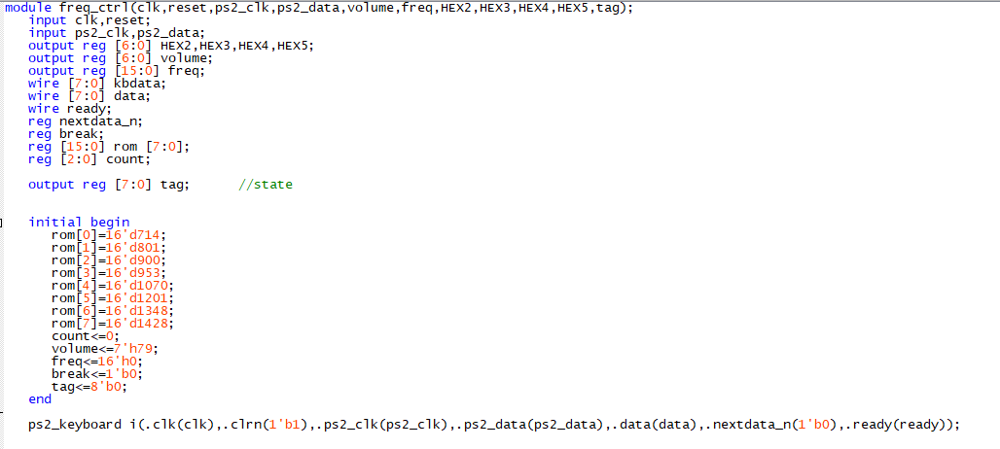 module freq_ctrl(clk,reset,ps2_clk,ps2_data,volume,freq,HEX2,HEX3,HEX4,HEX5,tag);
input clk,reset;
input ps2_clk,ps2_data;
output reg [6:0] HEX2,HEX3,HEX4,HEX5;
output reg [6:0] volume;
output reg [15:0] freq;
wire [7:0] kbdata;
wire [7:0] data;
wire ready;
reg nextdata_n;
reg break;
reg [15:0] rom [7:0];
reg [2:0] count;
output reg [7:0] tag; //state
initial begin
rom[0]=16'd714;
rom[1]=16'd801;
rom[2]=16'd900;
rom[3]=16'd953;
rom[4]=16'd1070;
rom[5]=16'd1201;
rom[6]=16'd1348;
rom[7]=16'd1428;
count<=0;
volume<=7'h79;
freq<=16'h0;
break<=1'b0;
tag<=8'b0;
end
ps2_keyboard i(.clk(clk),.clrn(1'b1),.ps2_clk(ps2_clk),.ps2_data(ps2_data),.data(data),.nextdata_n(1'b0),.ready(ready));